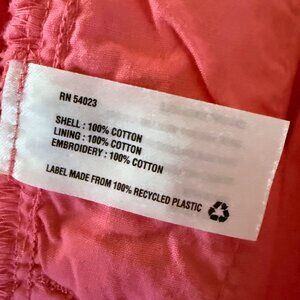 RN 54023
SHELL : 100% COTTON
LINING : 100% COTTON
EMBROIDERY : 100% COTTON
LABEL MADE FROM 100% RECYCLED PLASTIC